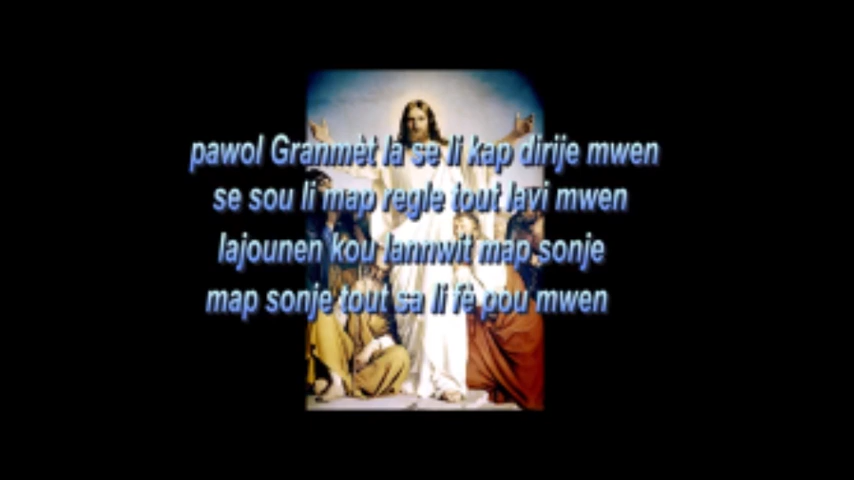 pawol Granmèt la se li kap dirije mwen
se sou li map regle tout lavi mwen
lajounen kou lannwit map sonje
map sonje tout sa li fè pou mwen